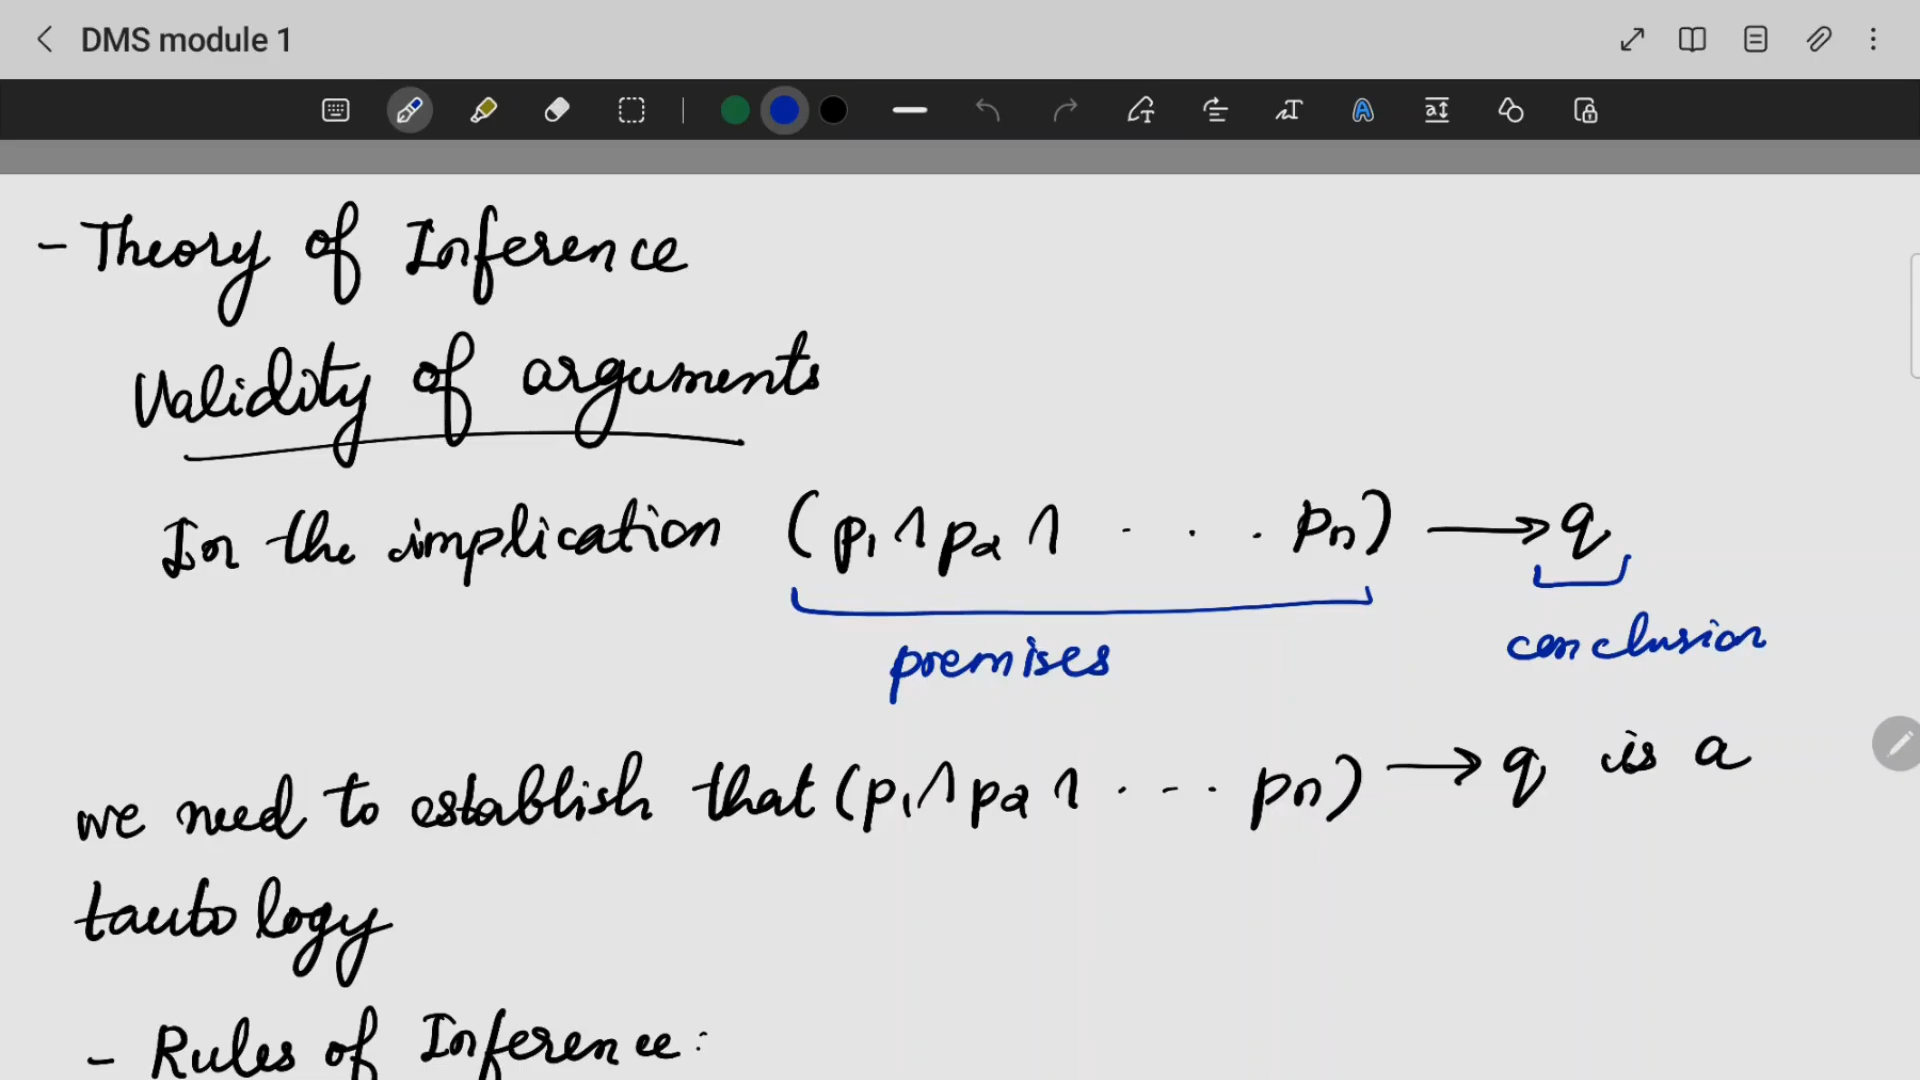 DMS module 1
- Theory of Inference
Validity of arguments
In the implication (p₁ ∧ p₂ ∧ . . . pₙ) ⟶ q
premises conclusion
we need to establish that (p₁ ∧ p₂ ∧ . -- . pₙ) ⟶ q is a
tautology
- Rules of Inference :